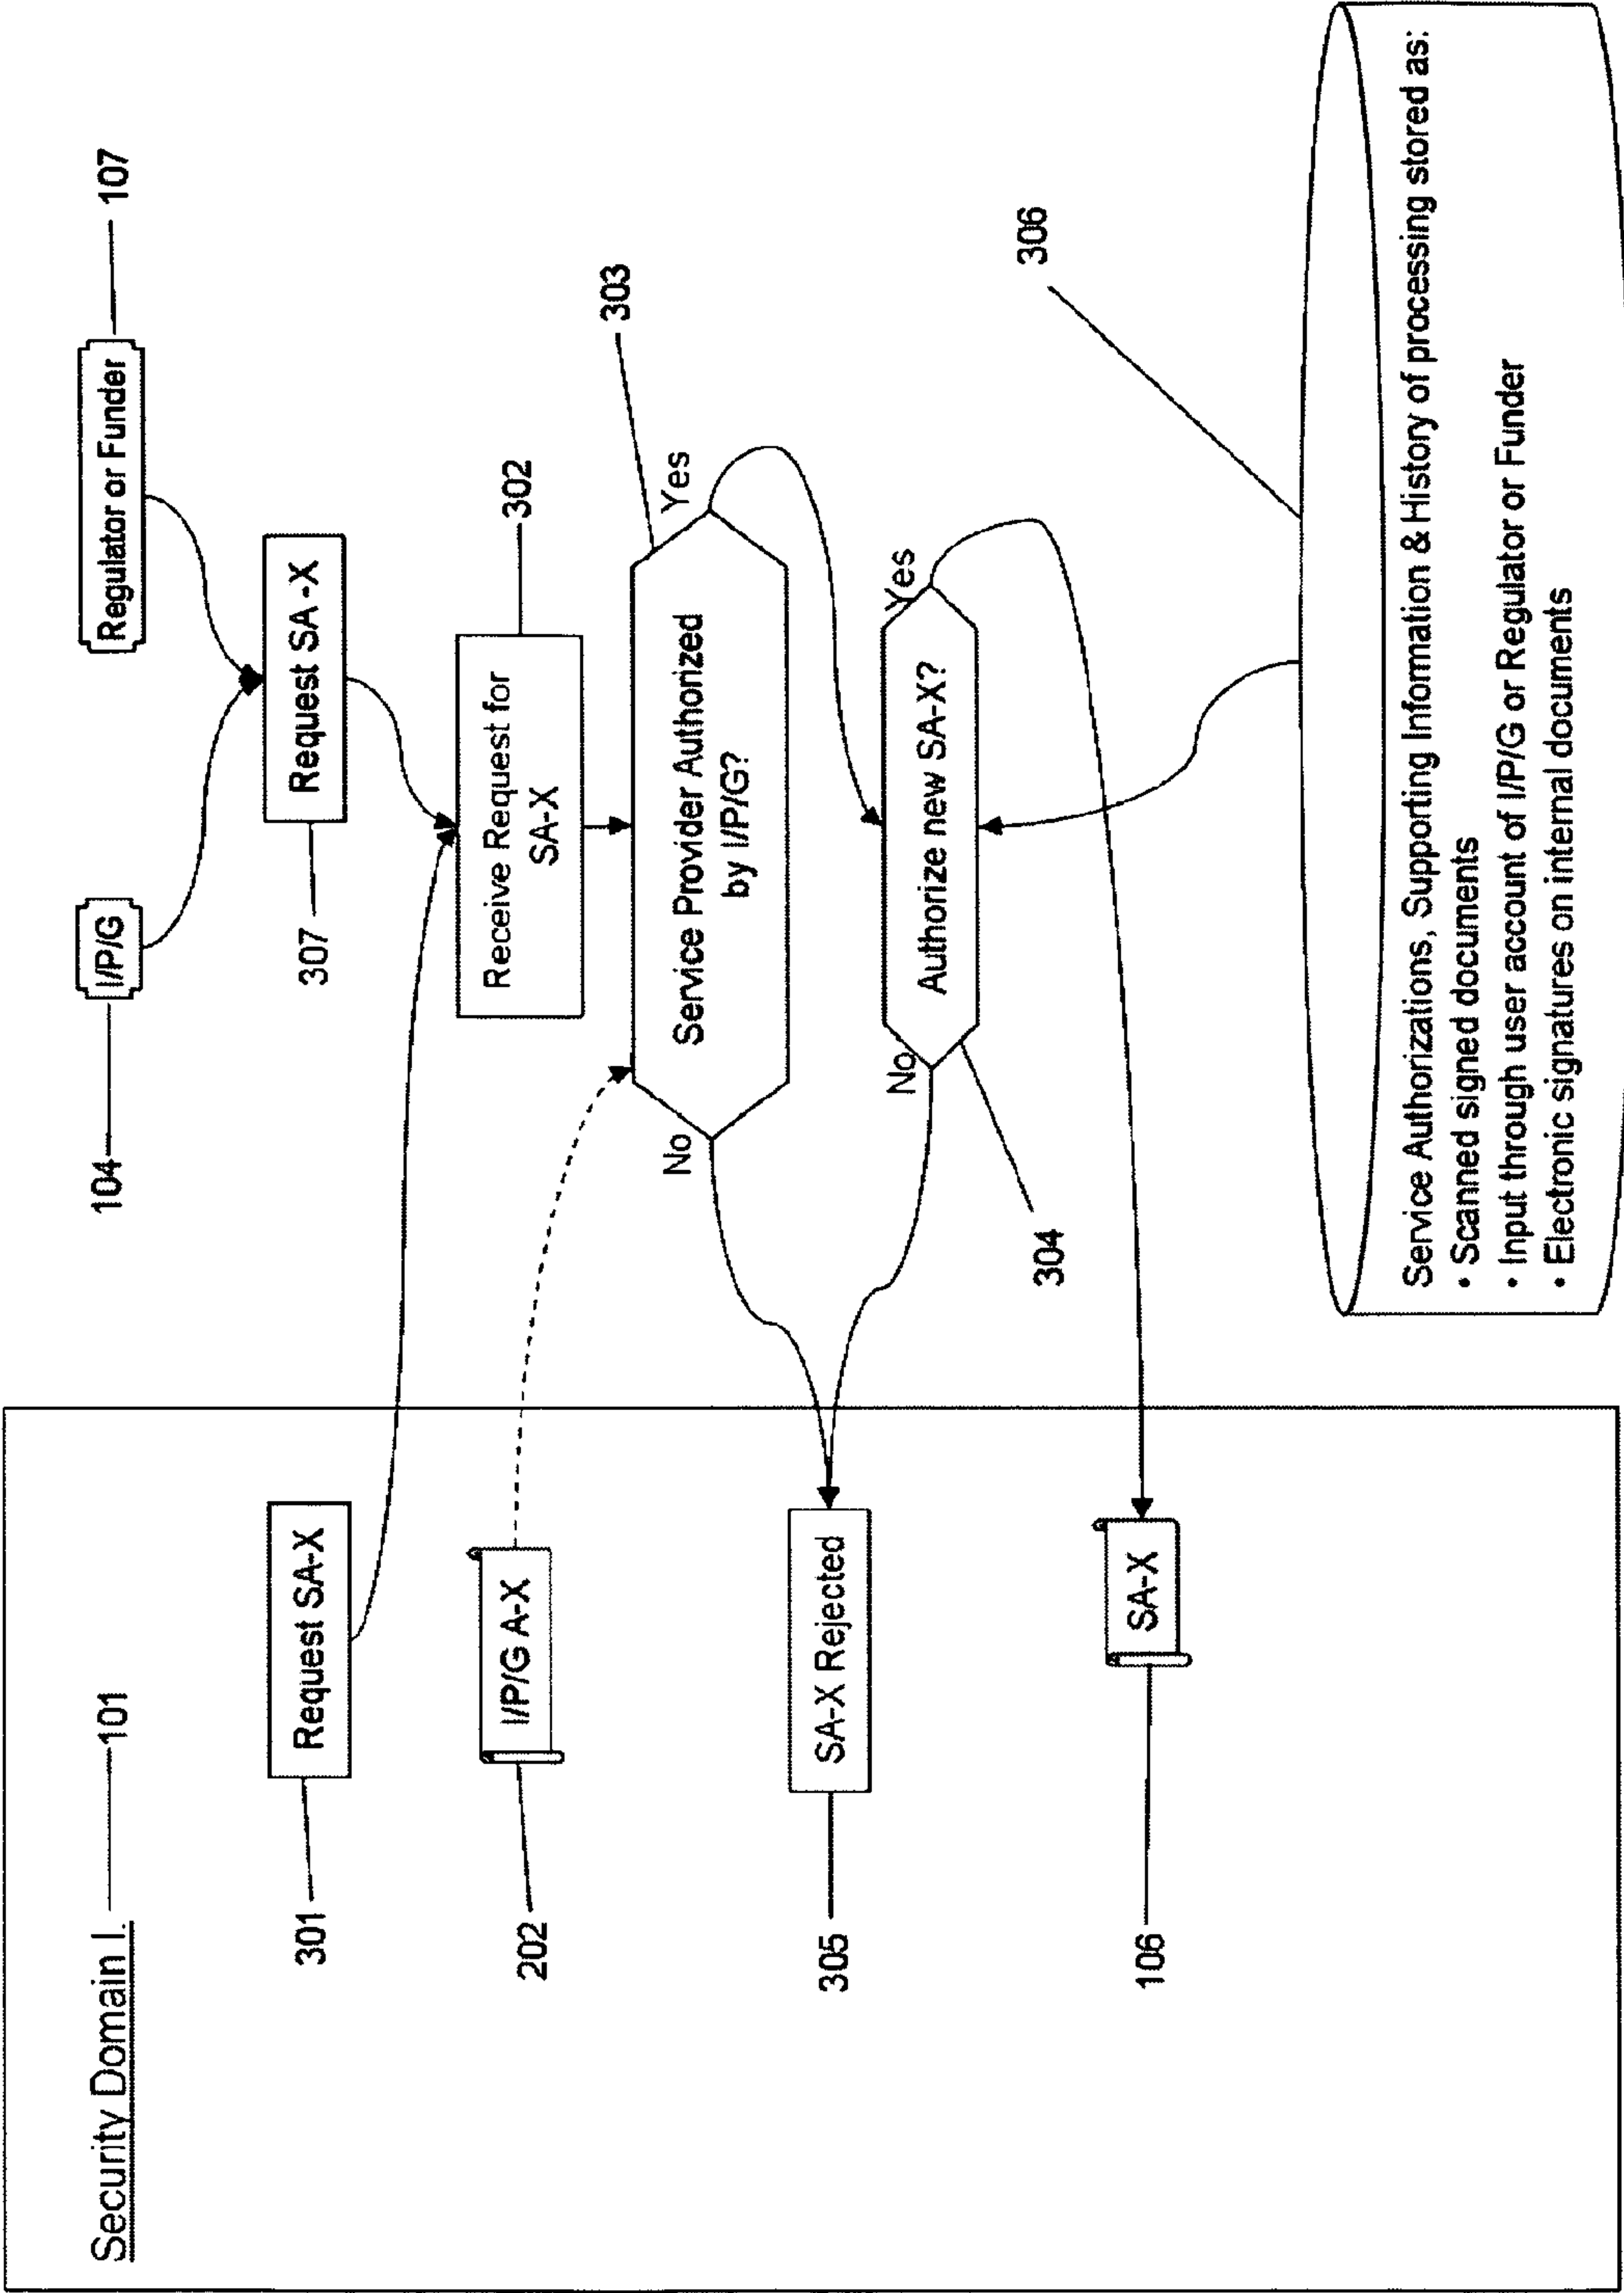 Security Domain I.
101
104
I/P/G
Regulator or Funder
107
301
Request SA-X
307
Request SA -X
202
I/P/G A-X
Receive Request for
SA-X
302
No
Service Provider Authorized
by I/P/G?
Yes
303
305
SA-X Rejected
No
Authorize new SA-X?
Yes
304
106
SA-X
306
Service Authorizations, Supporting Information & History of processing stored as:
• Scanned signed documents
• Input through user account of I/P/G or Regulator or Funder
• Electronic signatures on internal documents